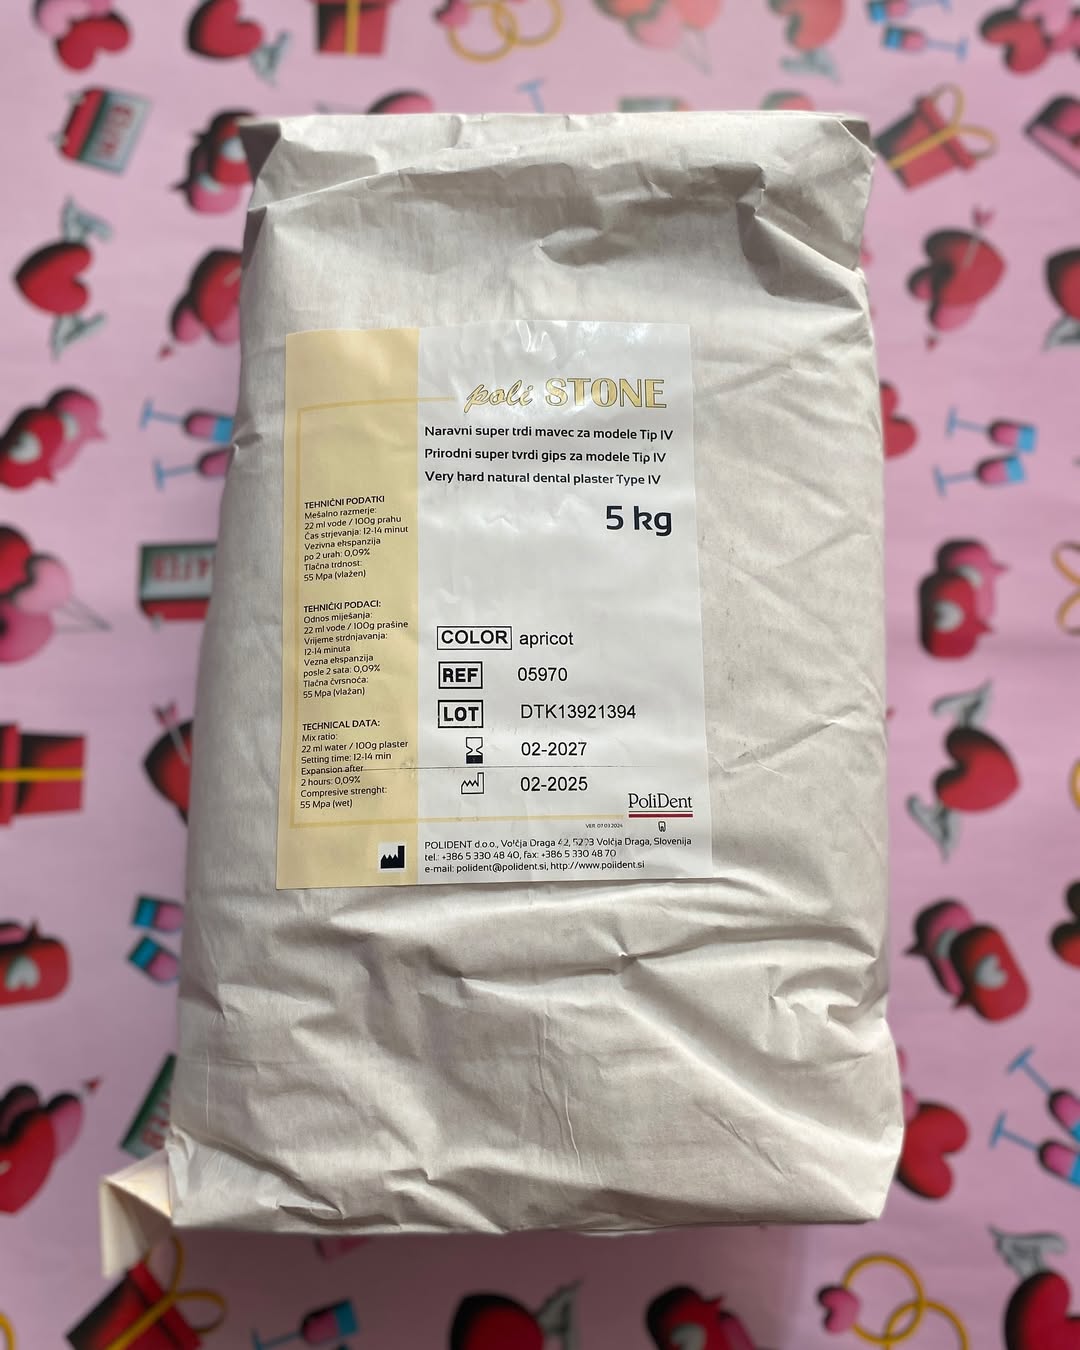 poli STONE
Naravni super trdi mavec za modele Tip IV
Prirodni super tvrdi gips za modele Tip IV
Very hard natural dental plaster Type IV
5 kg
TEHNIČNI PODATKI
Mešalno razmerje:
22 ml vode / 100g prahu
Čas strjevanja: 12-14 minut
Vezivna ekspanzija
po 2 urah: 0,09%
Tlačna trdnost:
55 Mpa (vlažen)
TEHNIČKI PODACI:
Odnos miješanja:
22 ml vode / 100g prašine
Vrijeme strdnjavanja:
12-14 minuta
Vezna ekspanzija
posle 2 sata: 0,09%
Tlačna čvrsnoća:
55 Mpa (vlažan)
TECHNICAL DATA:
Mix ratio:
22 ml water / 100g plaster
Setting time: 12-14 min
Expansion after
2 hours: 0,09%
Compresive strenght:
55 Mpa (wet)
COLOR apricot
REF 05970
LOT DTK13921394
02-2027
02-2025
PoliDent
VER. 07 03 2024
POLIDENT d.o.o., Volčja Draga 42, 5293 Volčja Draga, Slovenija
tel.: +386 5 330 48 40, fax: +386 5 330 48 70
e-mail: polident@polident.si, http://www.polident.si